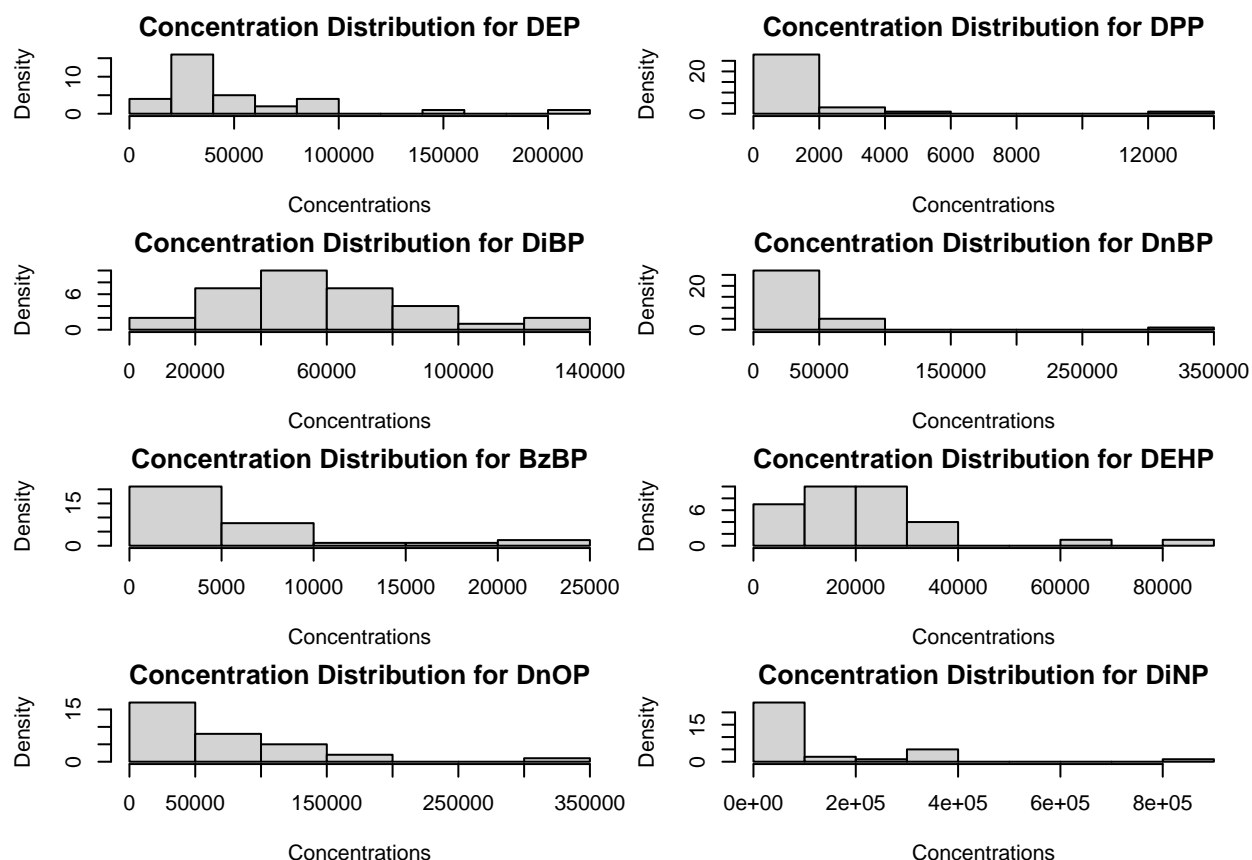 Concentration Distribution for DEP
Density
0 10
0 50000 100000 150000 200000
Concentrations
Concentration Distribution for DPP
Density
0 20
0 2000 4000 6000 8000 12000
Concentrations
Concentration Distribution for DiBP
Density
0 6
0 20000 60000 100000 140000
Concentrations
Concentration Distribution for DnBP
Density
0 20
0 50000 150000 250000 350000
Concentrations
Concentration Distribution for BzBP
Density
0 15
0 5000 10000 15000 20000 25000
Concentrations
Concentration Distribution for DEHP
Density
0 6
0 20000 40000 60000 80000
Concentrations
Concentration Distribution for DnOP
Density
0 15
0 50000 150000 250000 350000
Concentrations
Concentration Distribution for DiNP
Density
0 15
0e+00 2e+05 4e+05 6e+05 8e+05
Concentrations